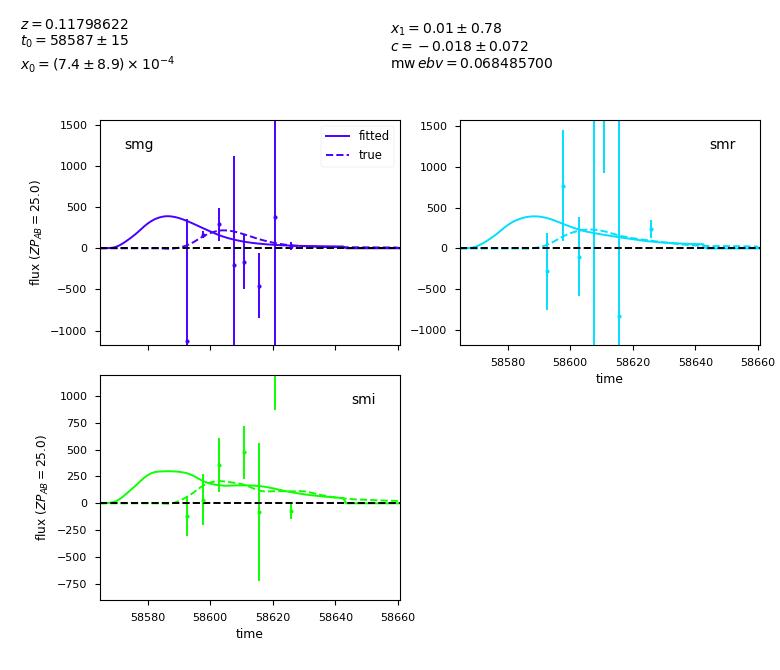 z = 0.11798622
t₀ = 58587 ± 15
x₀ = (7.4 ± 8.9) × 10⁻⁴
x₁ = 0.01 ± 0.78
c = −0.018 ± 0.072
mw ebv = 0.068485700
smg
fitted
true
1500
1000
500
0
−500
−1000
flux (ZP_AB = 25.0)
smr
1500
1000
500
0
−500
−1000
58580 58600 58620 58640 58660
time
smi
1000
750
500
250
0
−250
−500
−750
flux (ZP_AB = 25.0)
58580 58600 58620 58640 58660
time